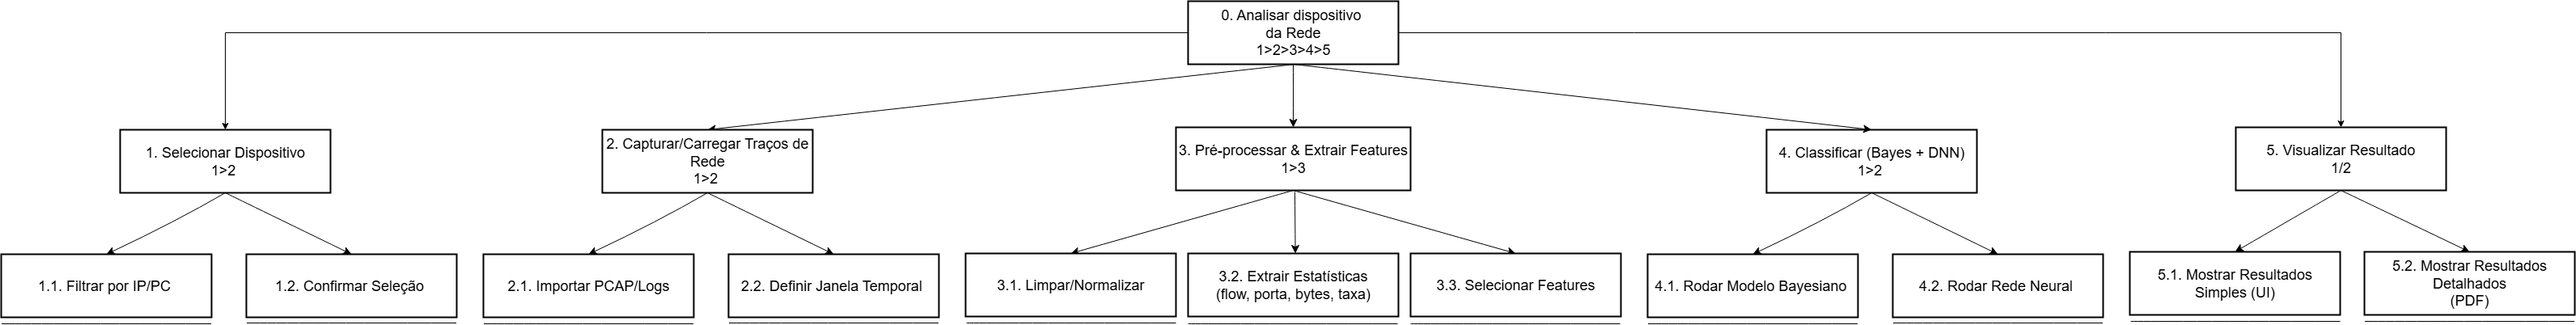 0. Analisar dispositivo
da Rede
1>2>3>4>5
1. Selecionar Dispositivo
1>2
2. Capturar/Carregar Traços de
Rede
1>2
3. Pré-processar & Extrair Features
1>3
4. Classificar (Bayes + DNN)
1>2
5. Visualizar Resultado
1/2
1.1. Filtrar por IP/PC
1.2. Confirmar Seleção
2.1. Importar PCAP/Logs
2.2. Definir Janela Temporal
3.1. Limpar/Normalizar
3.2. Extrair Estatísticas
(flow, porta, bytes, taxa)
3.3. Selecionar Features
4.1. Rodar Modelo Bayesiano
4.2. Rodar Rede Neural
5.1. Mostrar Resultados
Simples (UI)
5.2. Mostrar Resultados
Detalhados
(PDF)